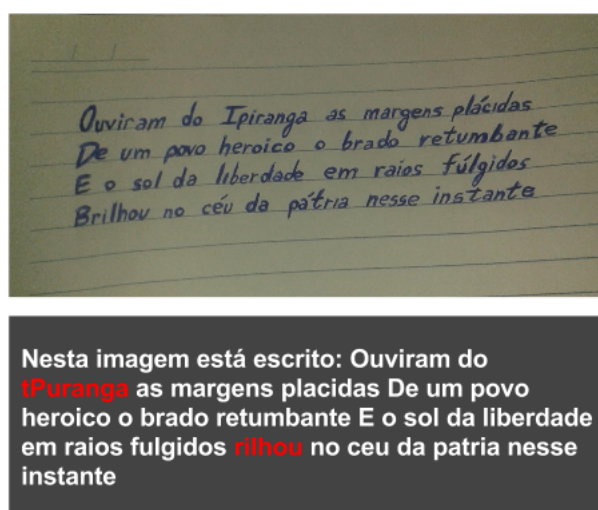 Ouviram do Ipiranga as margens plácidas
De um povo heroico o brado retumbante
E o sol da liberdade em raios fúlgidos
Brilhou no céu da pátria nesse instante
Nesta imagem está escrito: Ouviram do
tPuranga as margens placidas De um povo
heroico o brado retumbante E o sol da liberdade
em raios fulgidos rilhou no ceu da patria nesse
instante